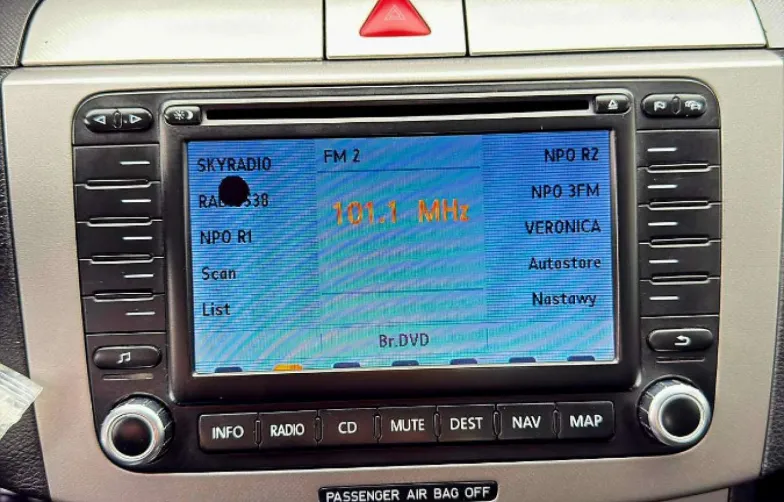 SKYRADIO
FM 2
NPO R2
538
NPO 3FM
101.1 MHz
NPO R1
VERONICA
Scan
Autostore
List
Nastawy
Br.DVD
INFO
RADIO
CD
MUTE
DEST
NAV
MAP
PASSENGER AIR BAG OFF